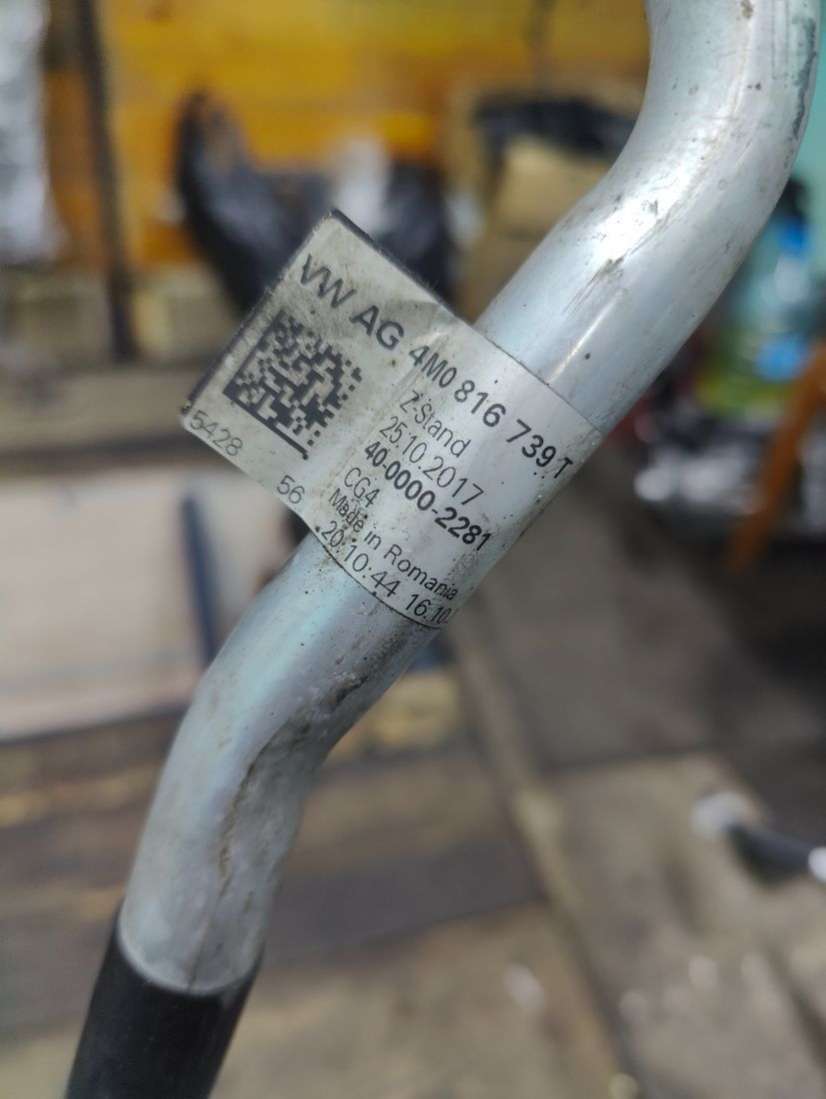 VW AG 4M0 816 739 T
Z-Stand
25.10.2017
40-0000-2281
CG4
Made in Romania
20:10:44 16.10
5428
56